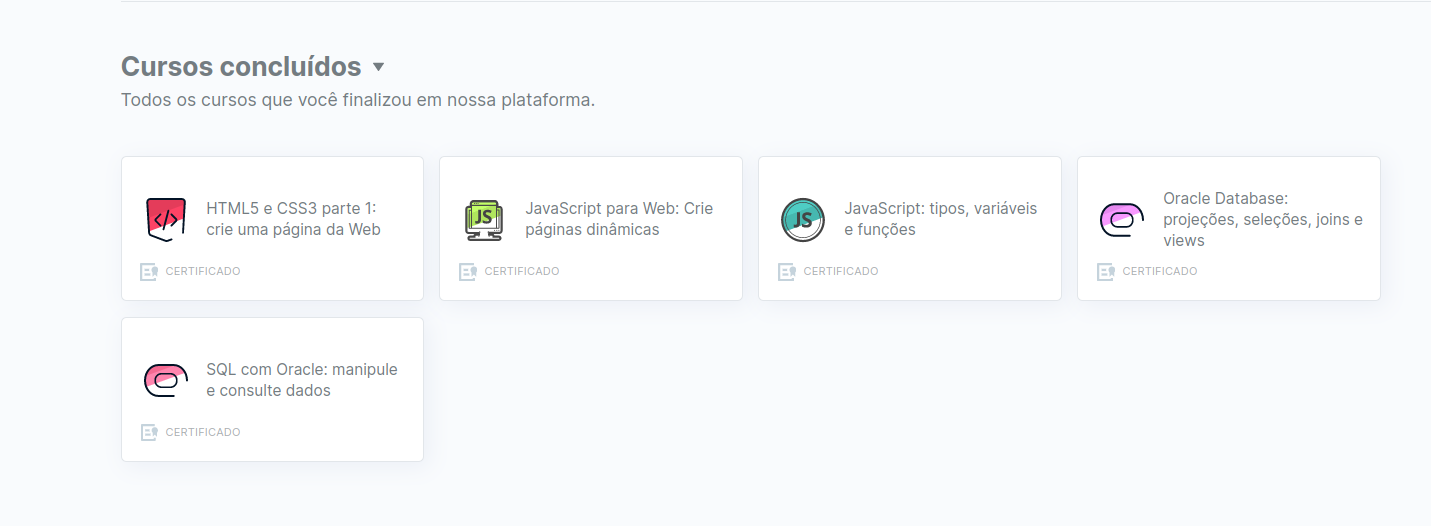 Cursos concluídos
Todos os cursos que você finalizou em nossa plataforma.
HTML5 e CSS3 parte 1:
crie uma página da Web
CERTIFICADO
JS
JavaScript para Web: Crie
páginas dinâmicas
CERTIFICADO
JS
JavaScript: tipos, variáveis
e funções
CERTIFICADO
Oracle Database:
projeções, seleções, joins e
views
CERTIFICADO
SQL com Oracle: manipule
e consulte dados
CERTIFICADO